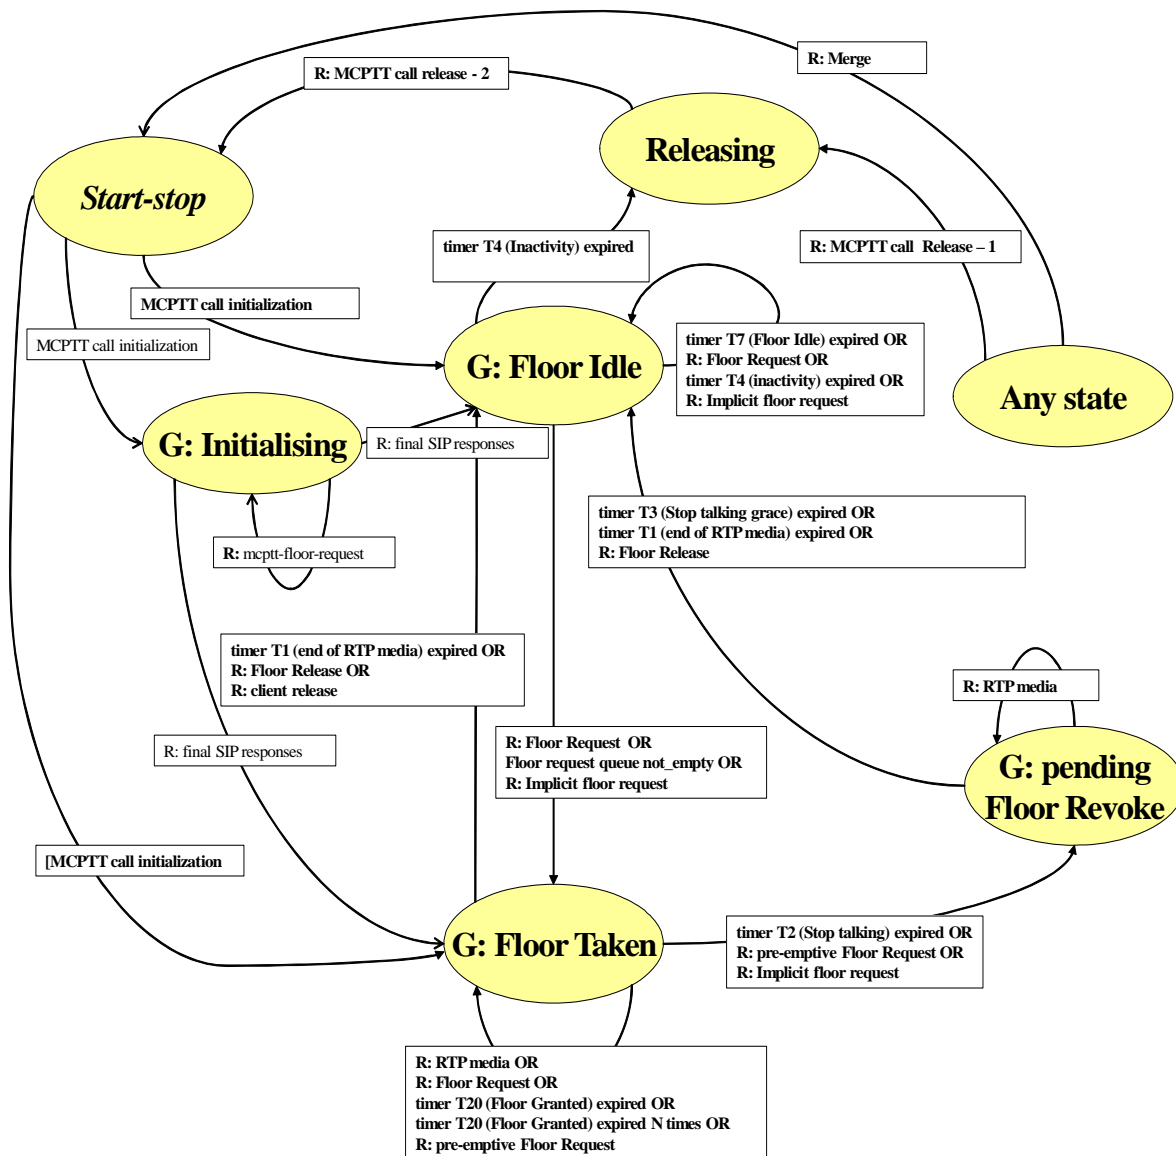 R: Merge
R: MCPTT call release - 2
Releasing
Start-stop
timer T4 (Inactivity) expired
R: MCPTT call Release – 1
MCPTT call initialization
MCPTT call initialization
G: Floor Idle
timer T7 (Floor Idle) expired OR
R: Floor Request OR
timer T4 (inactivity) expired OR
R: Implicit floor request
Any state
G: Initialising
R: final SIP responses
R: mcptt-floor-request
timer T3 (Stop talking grace) expired OR
timer T1 (end of RTP media) expired OR
R: Floor Release
timer T1 (end of RTP media) expired OR
R: Floor Release OR
R: client release
R: RTP media
R: final SIP responses
R: Floor Request OR
Floor request queue not_empty OR
R: Implicit floor request
G: pending
Floor Revoke
[MCPTT call initialization
G: Floor Taken
timer T2 (Stop talking) expired OR
R: pre-emptive Floor Request OR
R: Implicit floor request
R: RTP media OR
R: Floor Request OR
timer T20 (Floor Granted) expired OR
timer T20 (Floor Granted) expired N times OR
R: pre-emptive Floor Request